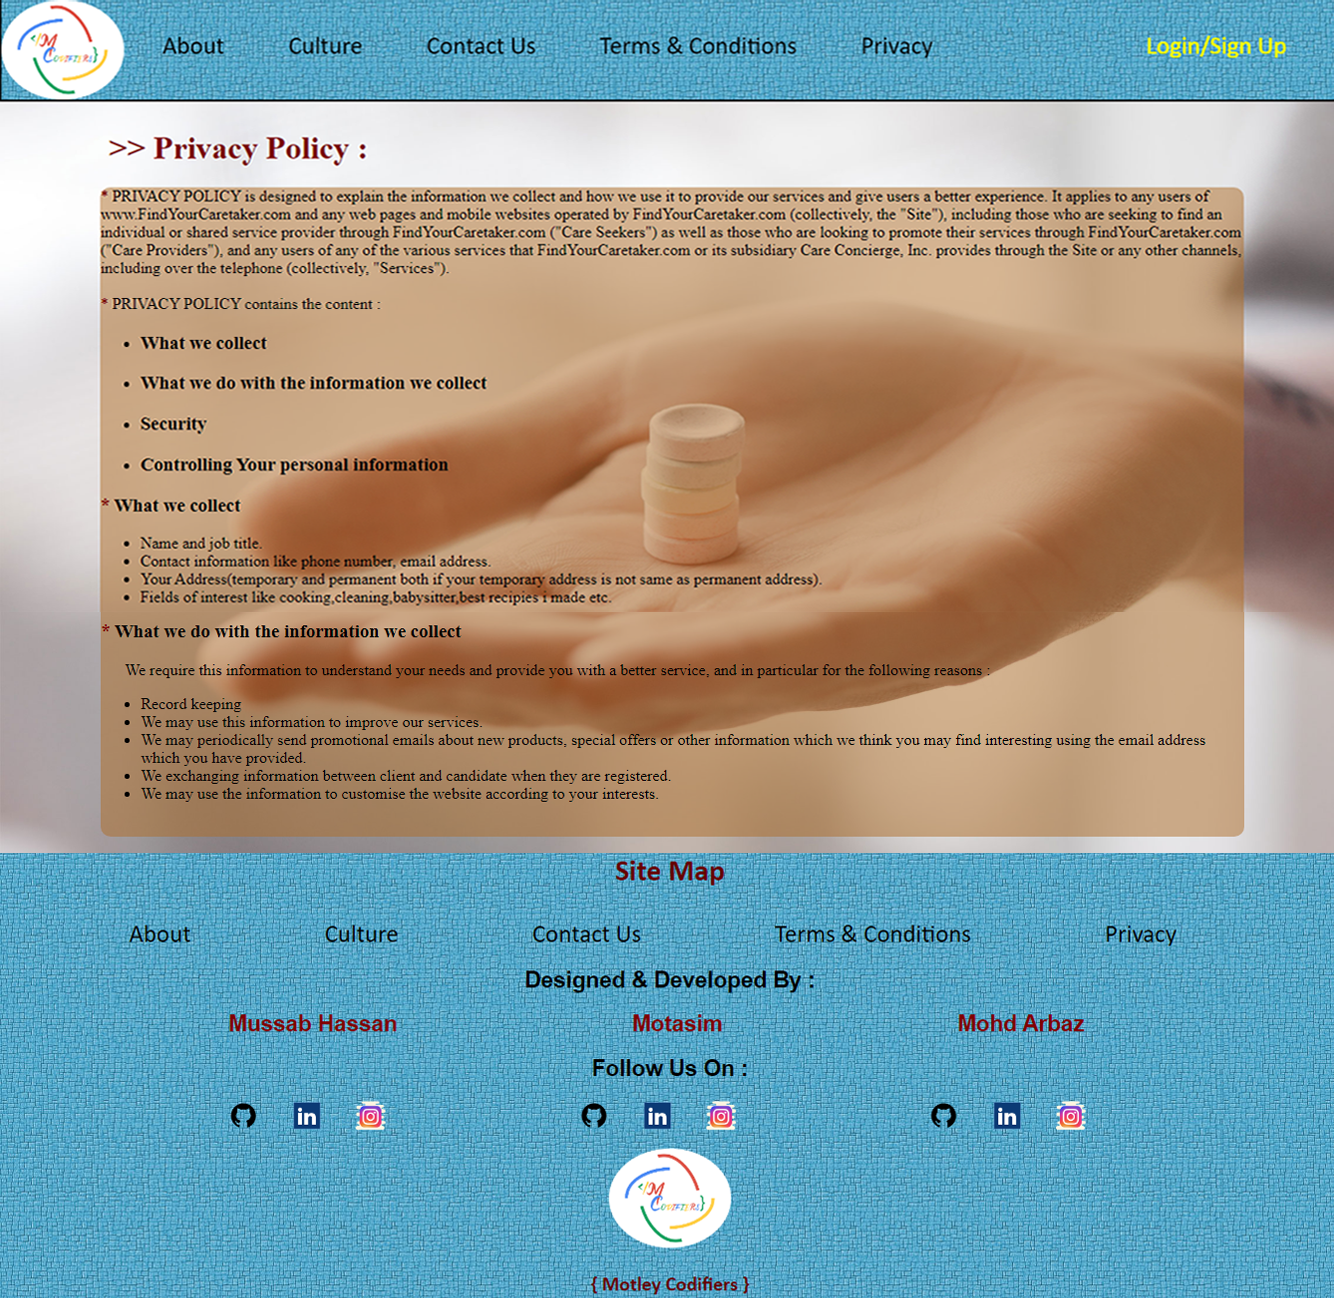 </M
Codifiers}
About Culture Contact Us Terms & Conditions Privacy Login/Sign Up
>> Privacy Policy :
* PRIVACY POLICY is designed to explain the information we collect and how we use it to provide our services and give users a better experience. It applies to any users of
www.FindYourCaretaker.com and any web pages and mobile websites operated by FindYourCaretaker.com (collectively, the "Site"), including those who are seeking to find an
individual or shared service provider through FindYourCaretaker.com ("Care Seekers") as well as those who are looking to promote their services through FindYourCaretaker.com
("Care Providers"), and any users of any of the various services that FindYourCaretaker.com or its subsidiary Care Concierge, Inc. provides through the Site or any other channels,
including over the telephone (collectively, "Services").
* PRIVACY POLICY contains the content :
• What we collect
• What we do with the information we collect
• Security
• Controlling Your personal information
* What we collect
• Name and job title.
• Contact information like phone number, email address.
• Your Address(temporary and permanent both if your temporary address is not same as permanent address).
• Fields of interest like cooking,cleaning,babysitter,best recipies i made etc.
* What we do with the information we collect
We require this information to understand your needs and provide you with a better service, and in particular for the following reasons :
• Record keeping
• We may use this information to improve our services.
• We may periodically send promotional emails about new products, special offers or other information which we think you may find interesting using the email address
which you have provided.
• We exchanging information between client and candidate when they are registered.
• We may use the information to customise the website according to your interests.
Site Map
About Culture Contact Us Terms & Conditions Privacy
Designed & Developed By :
Mussab Hassan Motasim Mohd Arbaz
Follow Us On :
in in in
</M
Codifiers}
{ Motley Codifiers }